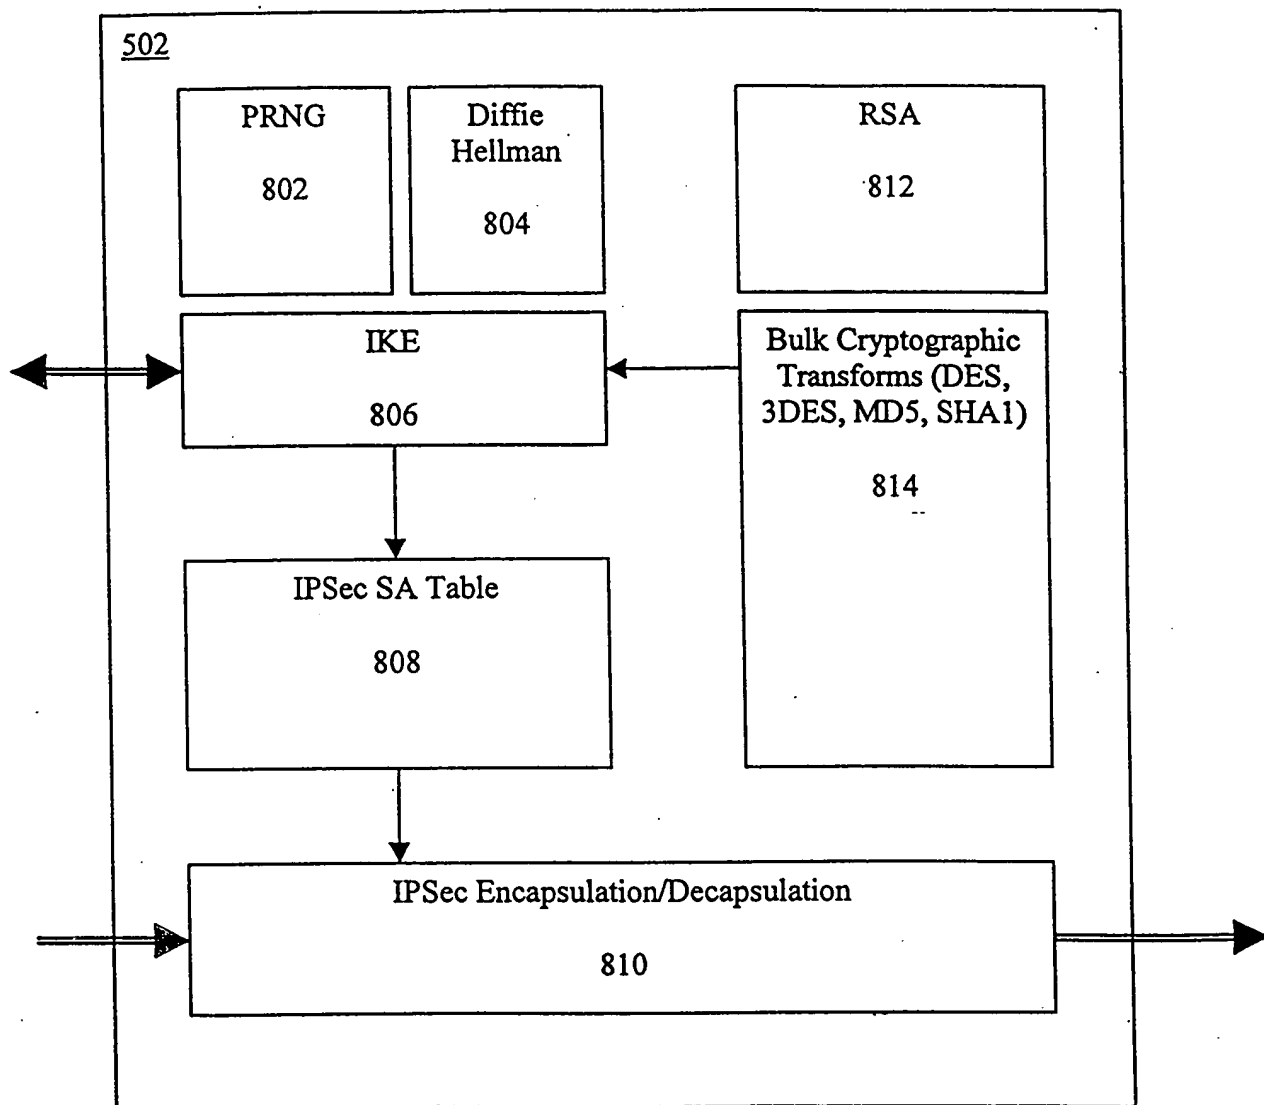 502
PRNG
802
Diffie
Hellman
804
RSA
812
IKE
806
Bulk Cryptographic
Transforms (DES,
3DES, MD5, SHA1)
814
IPSec SA Table
808
IPSec Encapsulation/Decapsulation
810